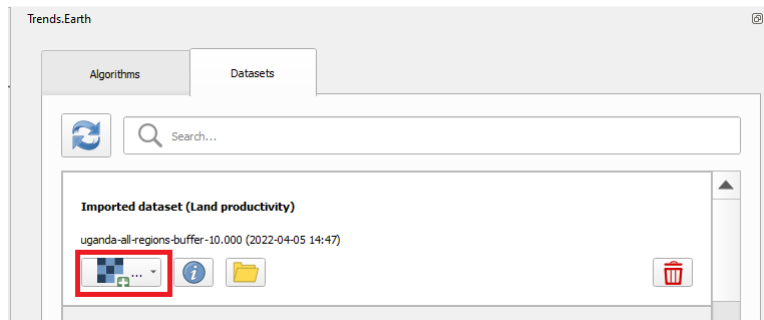 Trends.Earth
Algorithms
Datasets
Search...
Imported dataset (Land productivity)
uganda-all-regions-buffer-10.000 (2022-04-05 14:47)
...